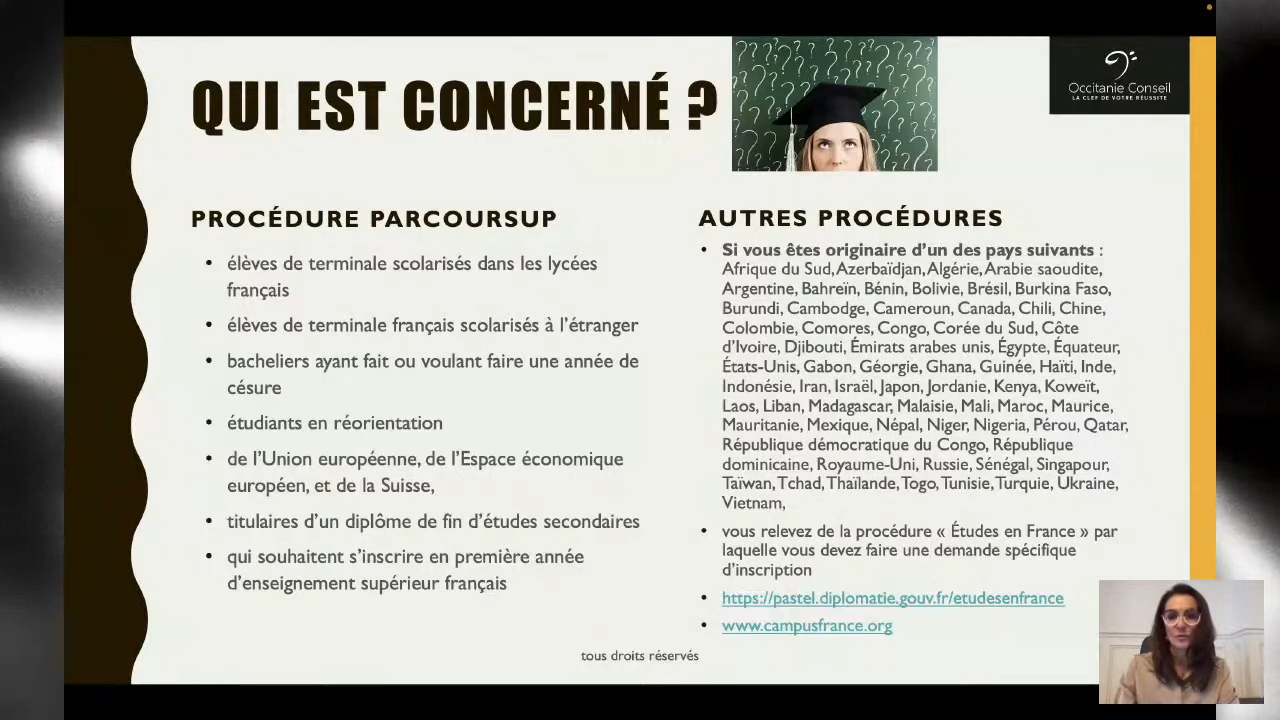 QUI EST CONCERNÉ ?
Occitanie Conseil
LA CLEF DE VOTRE RÉUSSITE
PROCÉDURE PARCOURSUP
• élèves de terminale scolarisés dans les lycées
français
• élèves de terminale français scolarisés à l’étranger
• bacheliers ayant fait ou voulant faire une année de
césure
• étudiants en réorientation
• de l’Union européenne, de l’Espace économique
européen, et de la Suisse,
• titulaires d’un diplôme de fin d’études secondaires
• qui souhaitent s’inscrire en première année
d’enseignement supérieur français
AUTRES PROCÉDURES
• Si vous êtes originaire d’un des pays suivants :
Afrique du Sud, Azerbaïdjan, Algérie, Arabie saoudite,
Argentine, Bahreïn, Bénin, Bolivie, Brésil, Burkina Faso,
Burundi, Cambodge, Cameroun, Canada, Chili, Chine,
Colombie, Comores, Congo, Corée du Sud, Côte
d’Ivoire, Djibouti, Émirats arabes unis, Égypte, Équateur,
États-Unis, Gabon, Géorgie, Ghana, Guinée, Haïti, Inde,
Indonésie, Iran, Israël, Japon, Jordanie, Kenya, Koweït,
Laos, Liban, Madagascar, Malaisie, Mali, Maroc, Maurice,
Mauritanie, Mexique, Népal, Niger, Nigeria, Pérou, Qatar,
République démocratique du Congo, République
dominicaine, Royaume-Uni, Russie, Sénégal, Singapour,
Taïwan, Tchad, Thaïlande, Togo, Tunisie, Turquie, Ukraine,
Vietnam,
• vous relevez de la procédure « Études en France » par
laquelle vous devez faire une demande spécifique
d’inscription
• https://pastel.diplomatie.gouv.fr/etudesenfrance
• www.campusfrance.org
tous droits réservés